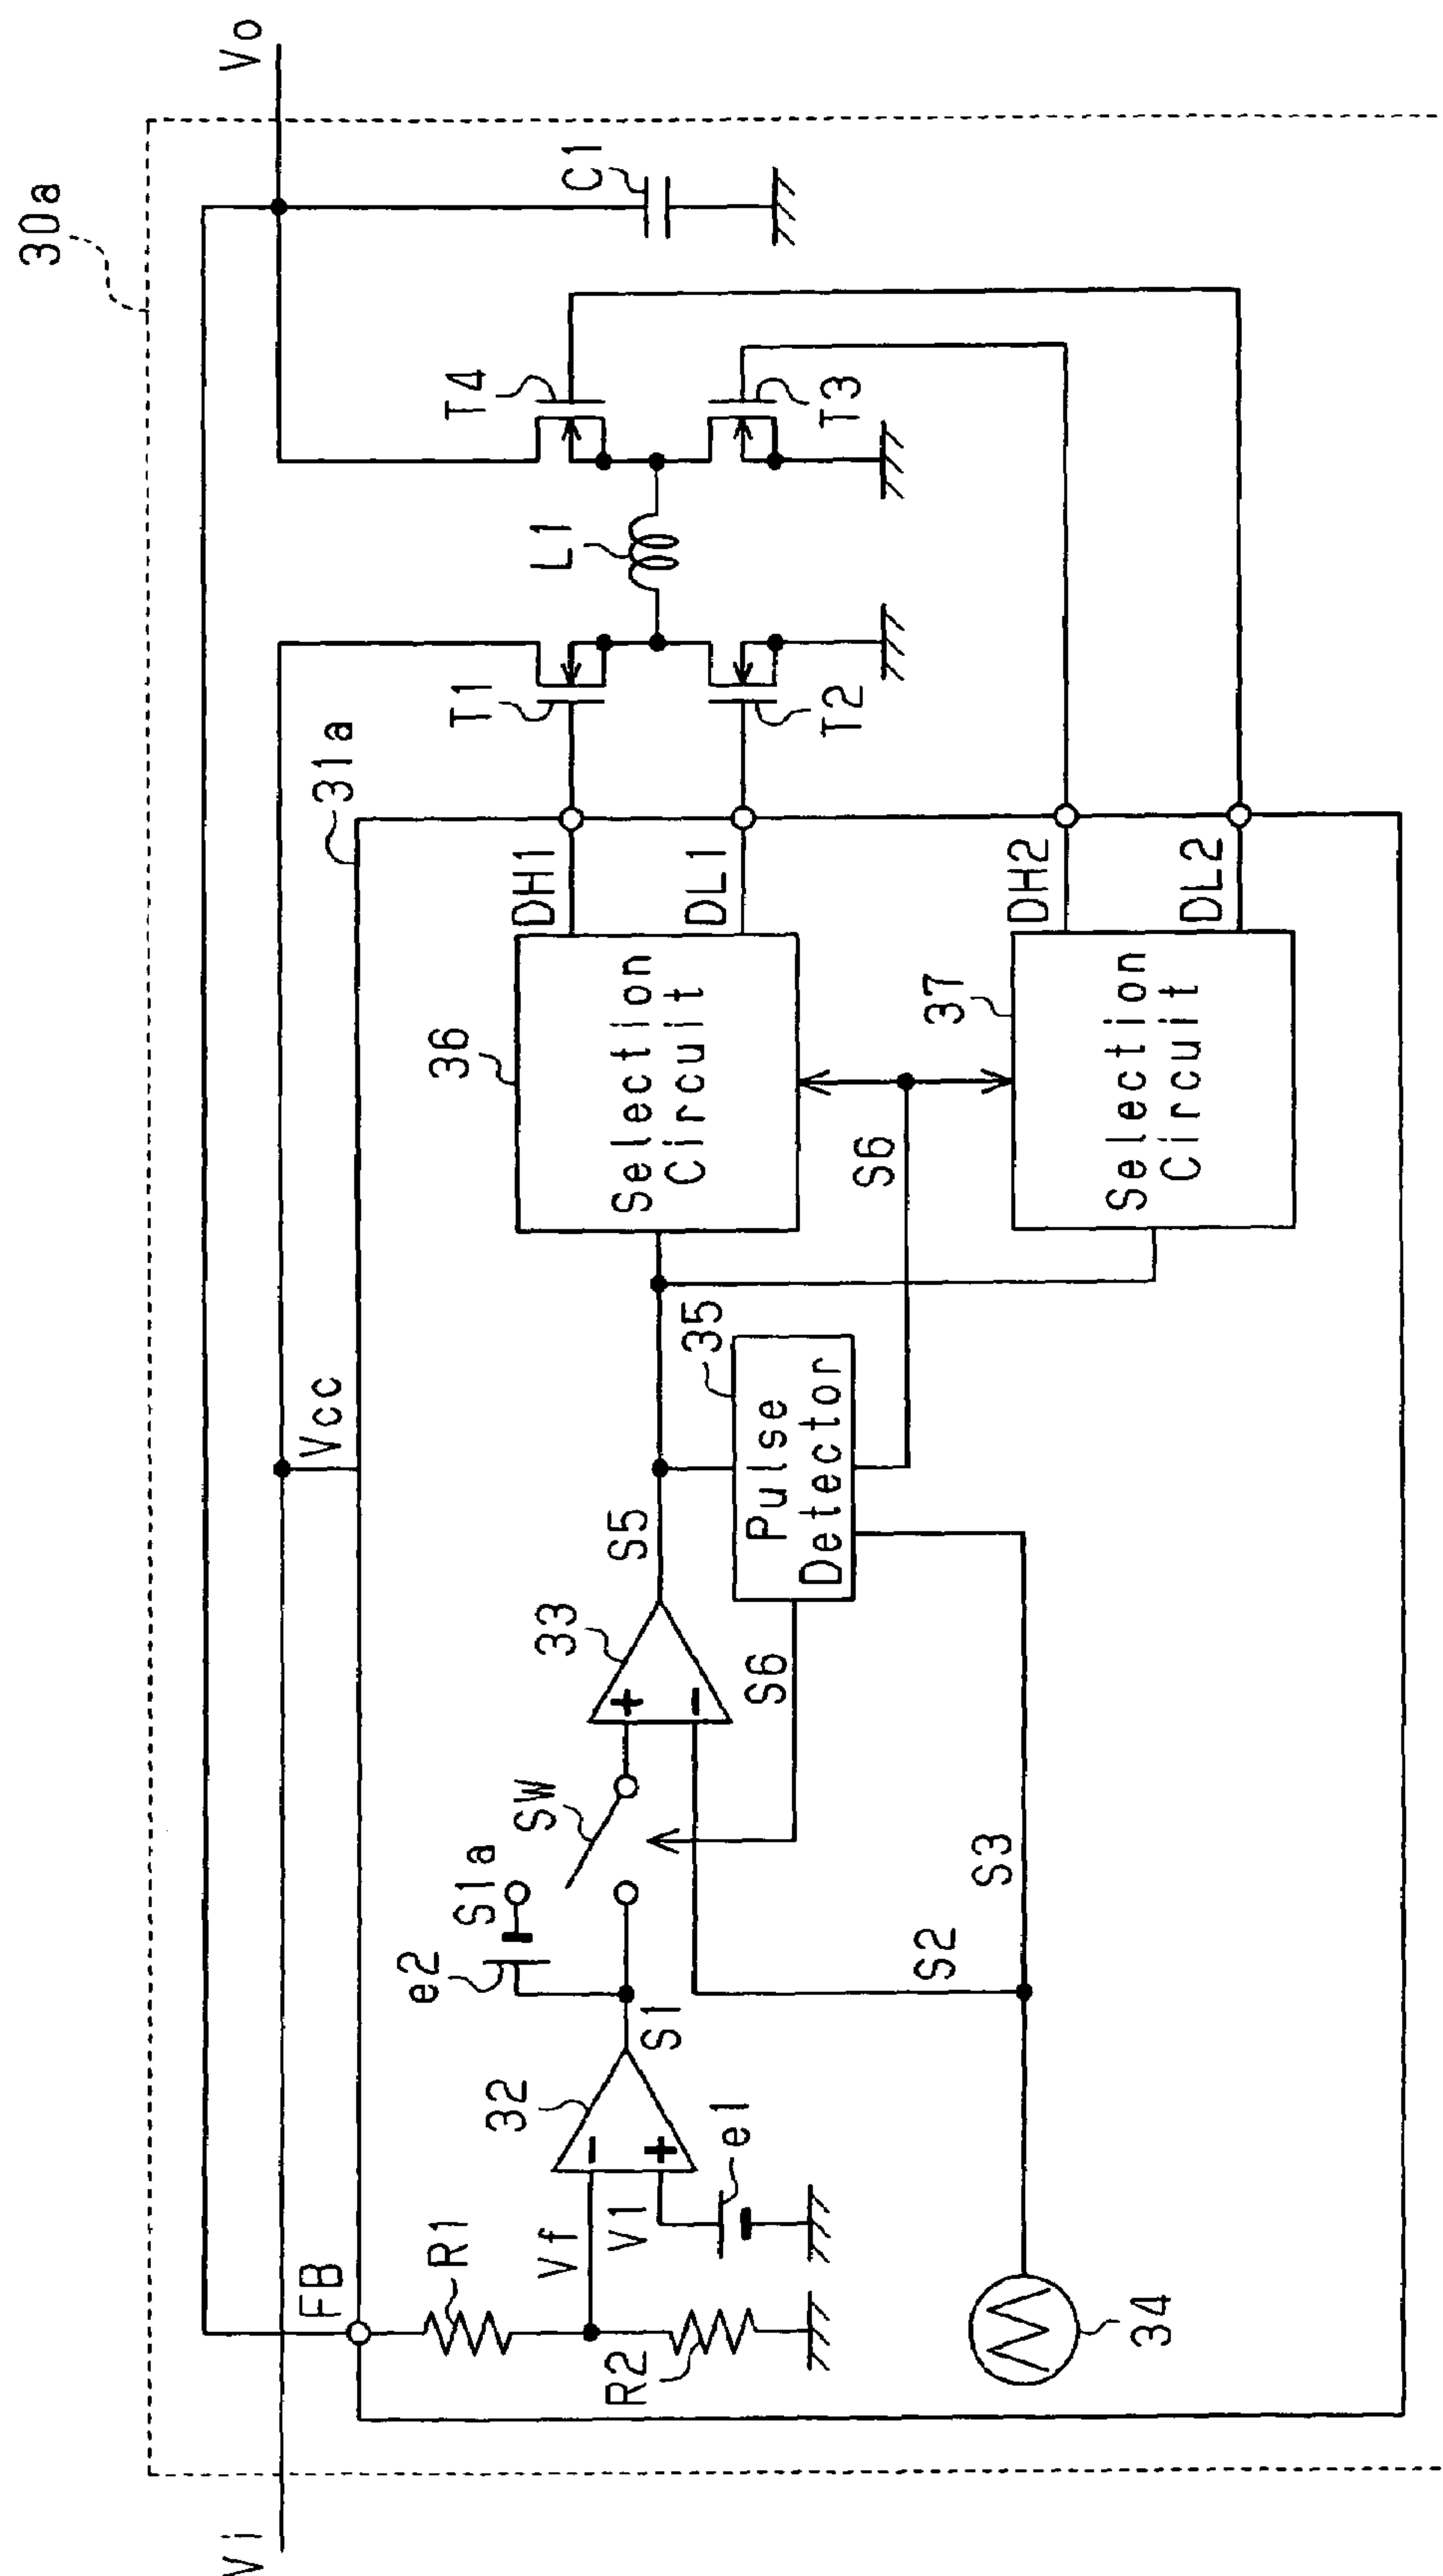 30a
Vi
Vo
Vcc
FB
31a
R1
R2
Vf
V1
e1
32
S1
e2
S1a
SW
33
S5
S6
S2
S3
34
35
Pulse
Detector
S6
36
Selection
Circuit
37
Selection
Circuit
DH1
DL1
DH2
DL2
T1
T2
L1
T4
T3
C1